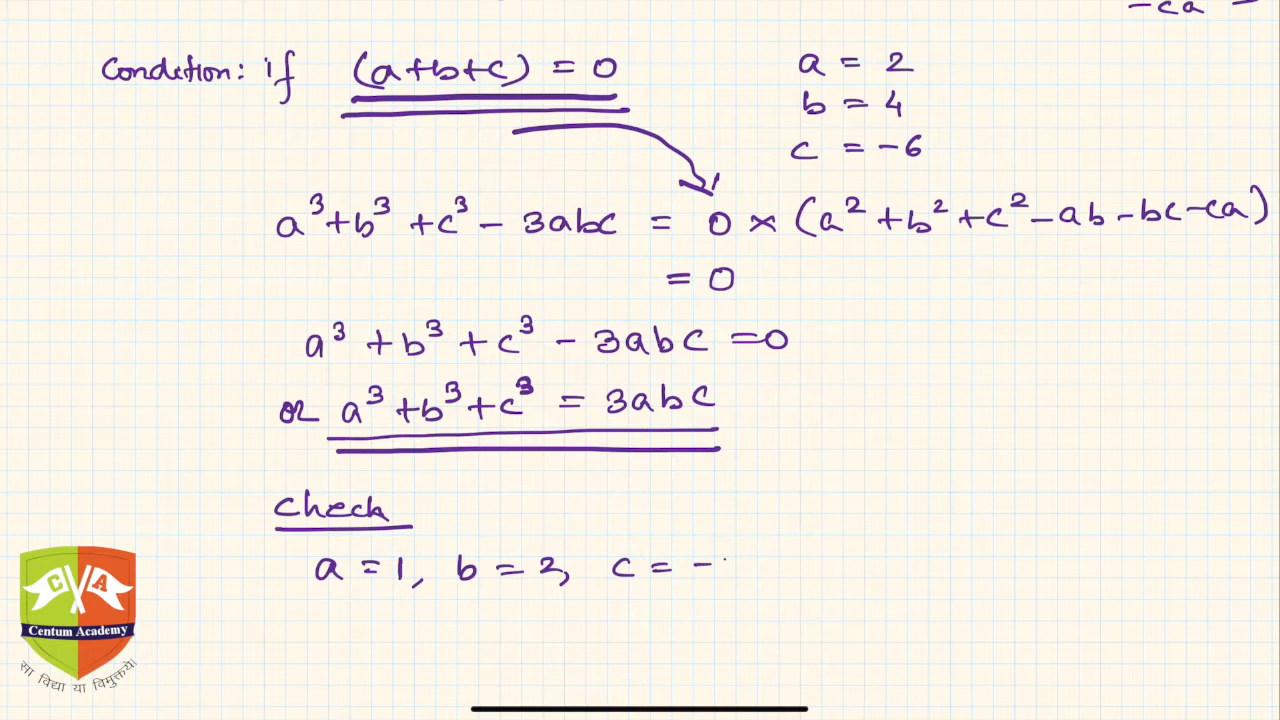 -ca
Condition: if (a+b+c) = 0
a = 2
b = 4
c = -6
a³+b³+c³-3abc = 0×(a²+b²+c²-ab-bc-ca)
= 0
a³+b³+c³-3abc=0
or a³+b³+c³ = 3abc
Check
a=1, b=2, c=-
C A
Centum Academy
सा विद्या या विमुक्तये